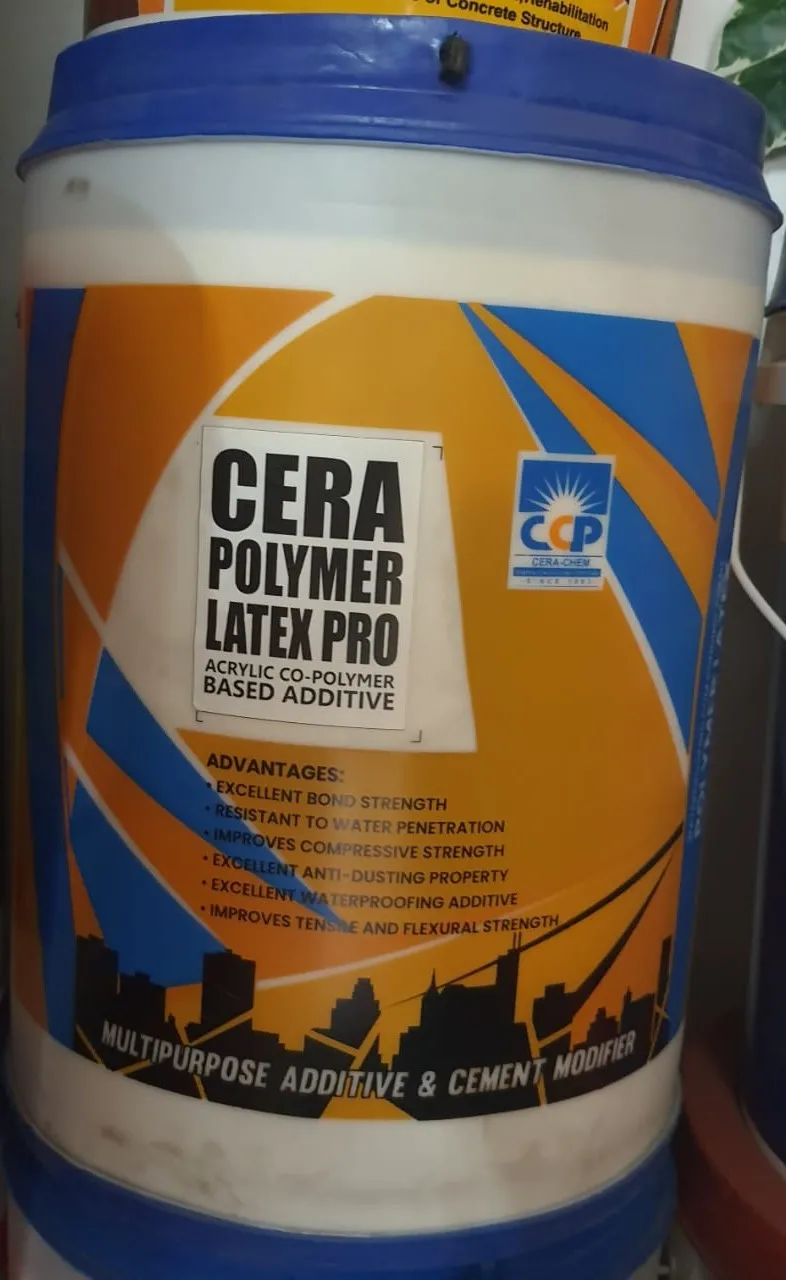 of Concrete Structure
CERA
POLYMER
LATEX PRO
ACRYLIC CO-POLYMER
BASED ADDITIVE
CCP
CERA-CHEM
ADVANTAGES:
• EXCELLENT BOND STRENGTH
• RESISTANT TO WATER PENETRATION
• IMPROVES COMPRESSIVE STRENGTH
• EXCELLENT ANTI-DUSTING PROPERTY
• EXCELLENT WATERPROOFING ADDITIVE
• IMPROVES TENSILE AND FLEXURAL STRENGTH
MULTIPURPOSE ADDITIVE & CEMENT MODIFIER